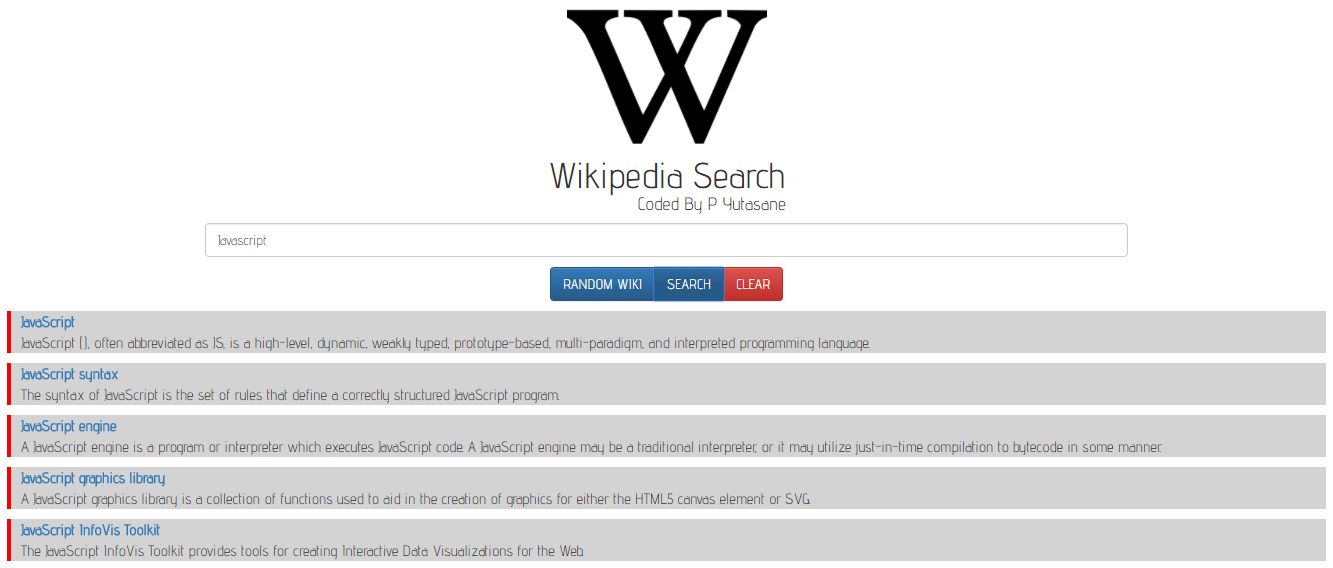 W
Wikipedia Search
Coded By P Yutasane
Javascript
RANDOM WIKI SEARCH CLEAR
JavaScript
JavaScript (), often abbreviated as JS, is a high-level, dynamic, weakly typed, prototype-based, multi-paradigm, and interpreted programming language.
JavaScript syntax
The syntax of JavaScript is the set of rules that define a correctly structured JavaScript program.
JavaScript engine
A JavaScript engine is a program or interpreter which executes JavaScript code. A JavaScript engine may be a traditional interpreter, or it may utilize just-in-time compilation to bytecode in some manner.
JavaScript graphics library
A JavaScript graphics library is a collection of functions used to aid in the creation of graphics for either the HTML5 canvas element or SVG.
JavaScript InfoVis Toolkit
The JavaScript InfoVis Toolkit provides tools for creating Interactive Data Visualizations for the Web.